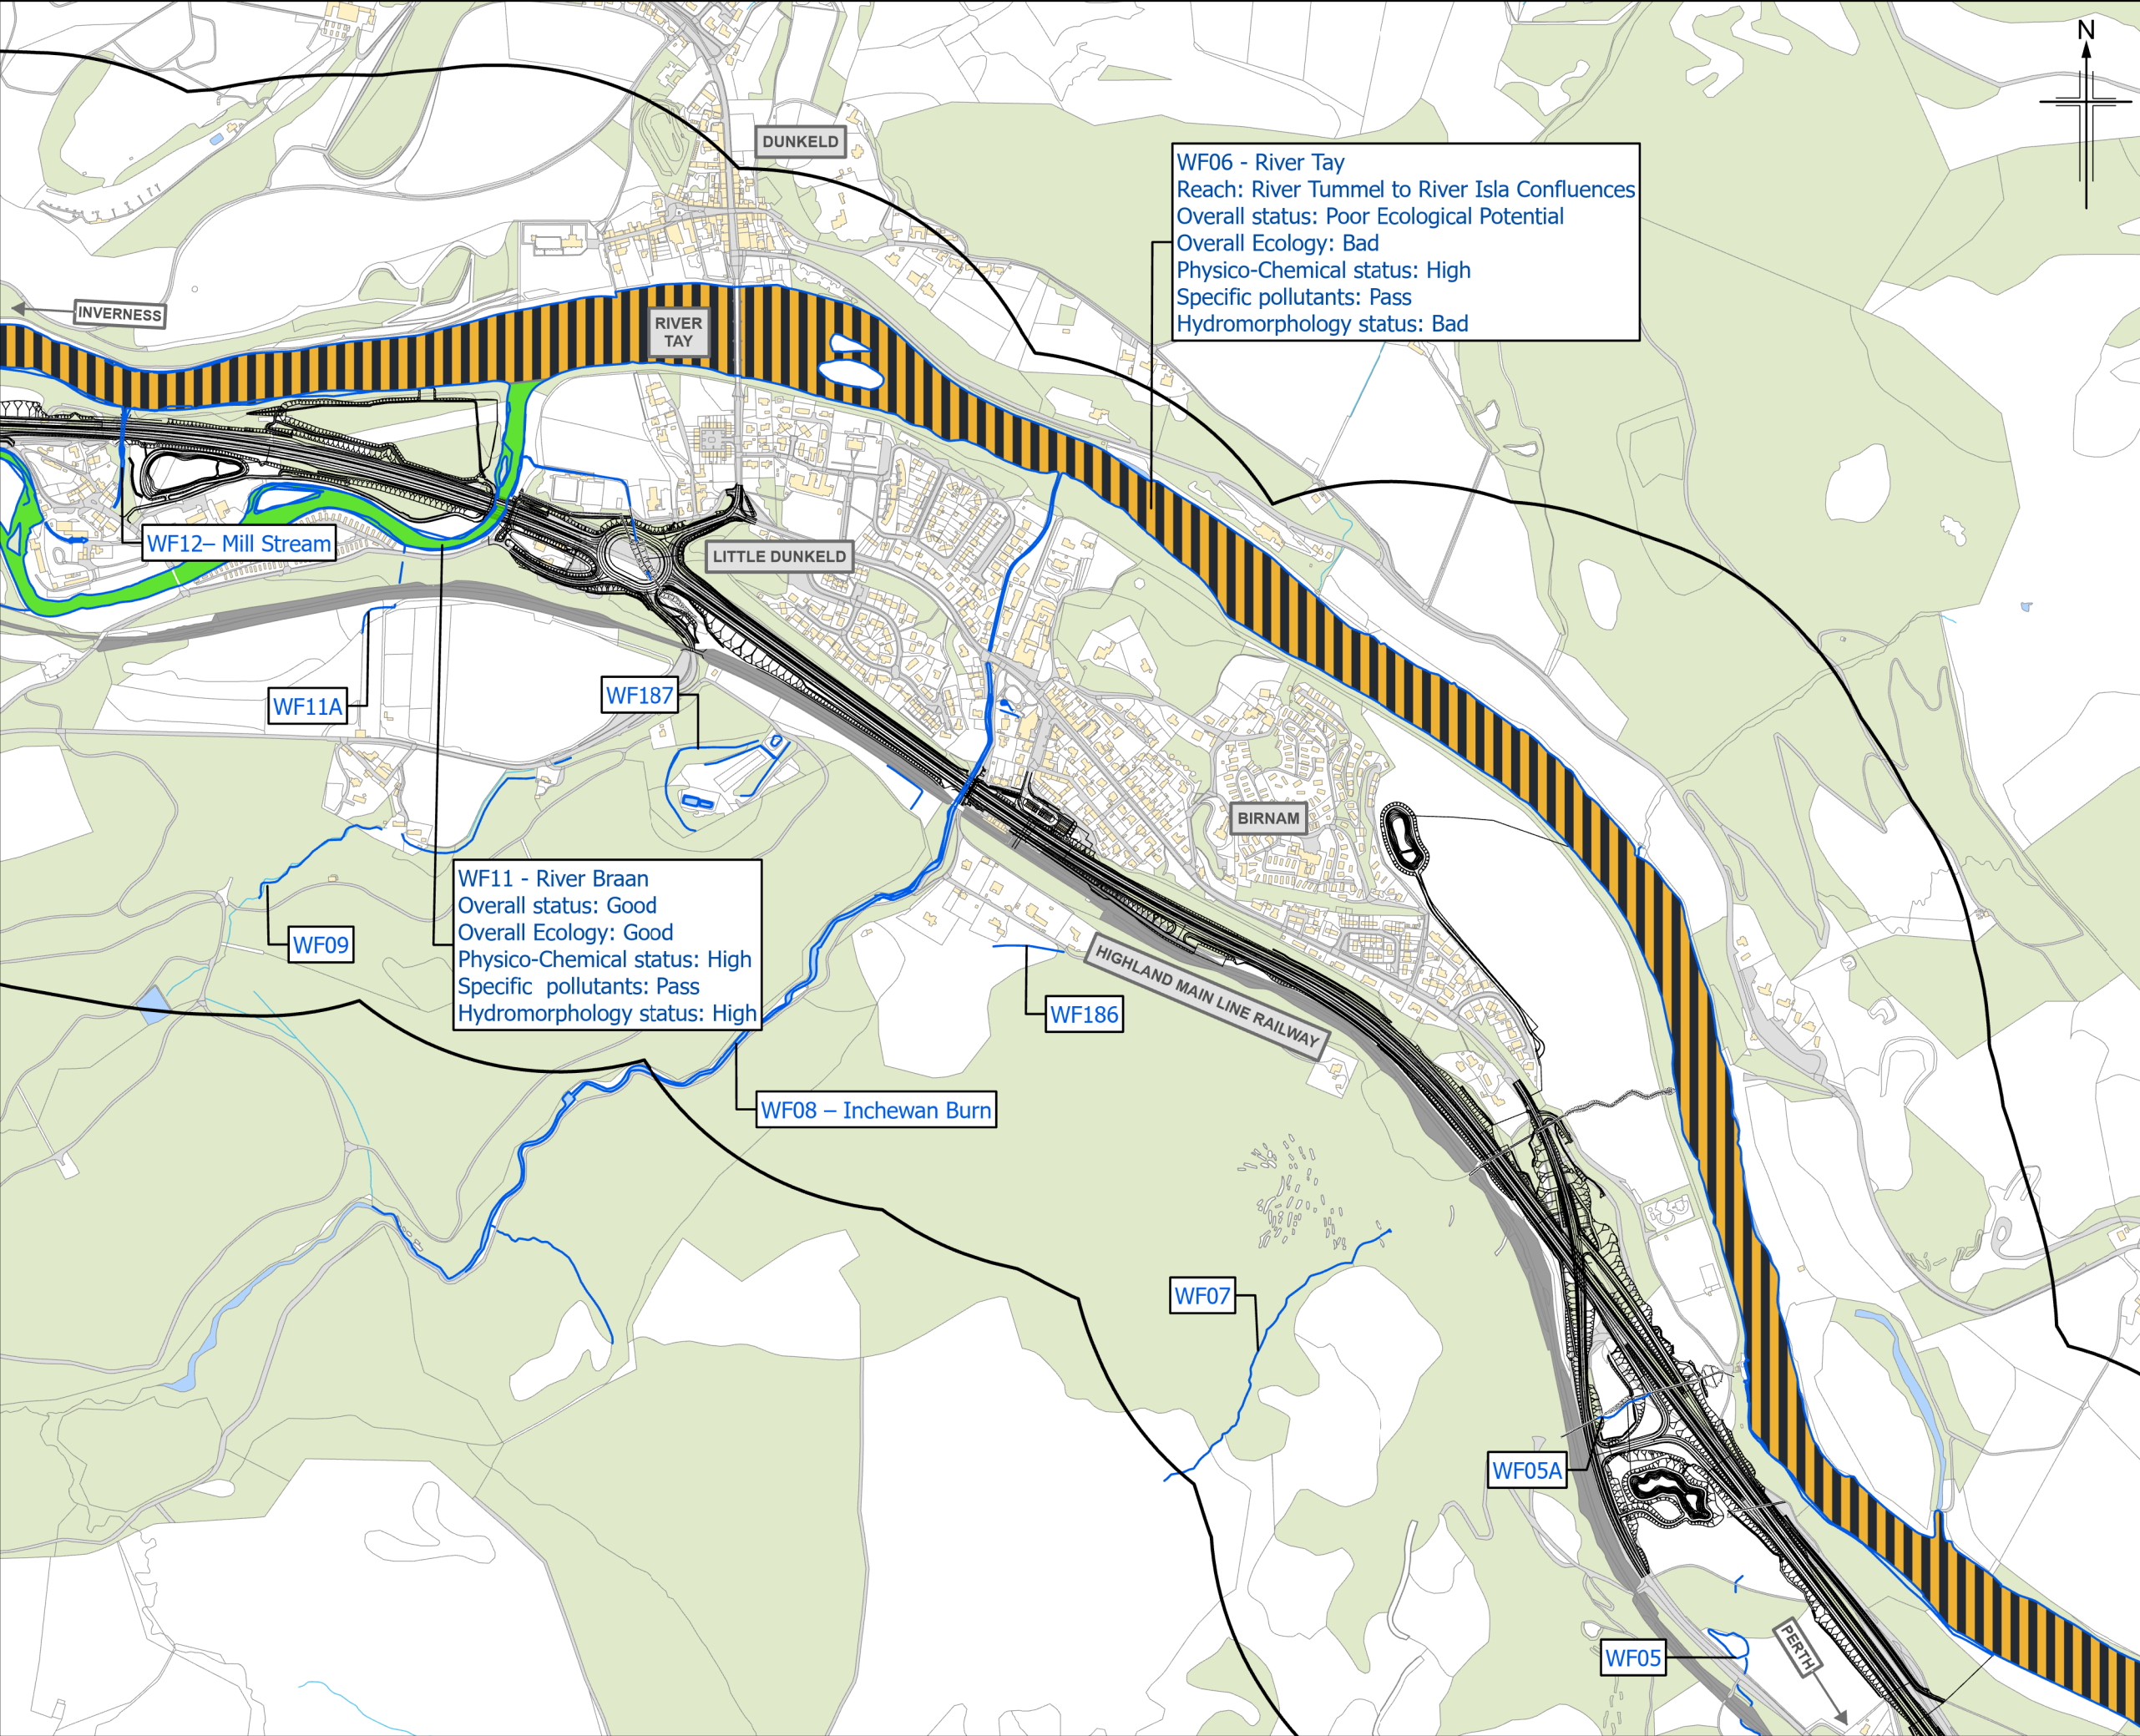 N
DUNKELD
WF06 - River Tay
Reach: River Tummel to River Isla Confluences
Overall status: Poor Ecological Potential
Overall Ecology: Bad
Physico-Chemical status: High
Specific pollutants: Pass
Hydromorphology status: Bad
INVERNESS
RIVER
TAY
WF12– Mill Stream
LITTLE DUNKELD
WF11A
WF187
BIRNAM
WF11 - River Braan
Overall status: Good
Overall Ecology: Good
Physico-Chemical status: High
Specific pollutants: Pass
Hydromorphology status: High
WF09
HIGHLAND MAIN LINE RAILWAY
WF186
WF08 – Inchewan Burn
WF07
WF05A
WF05
PERTH